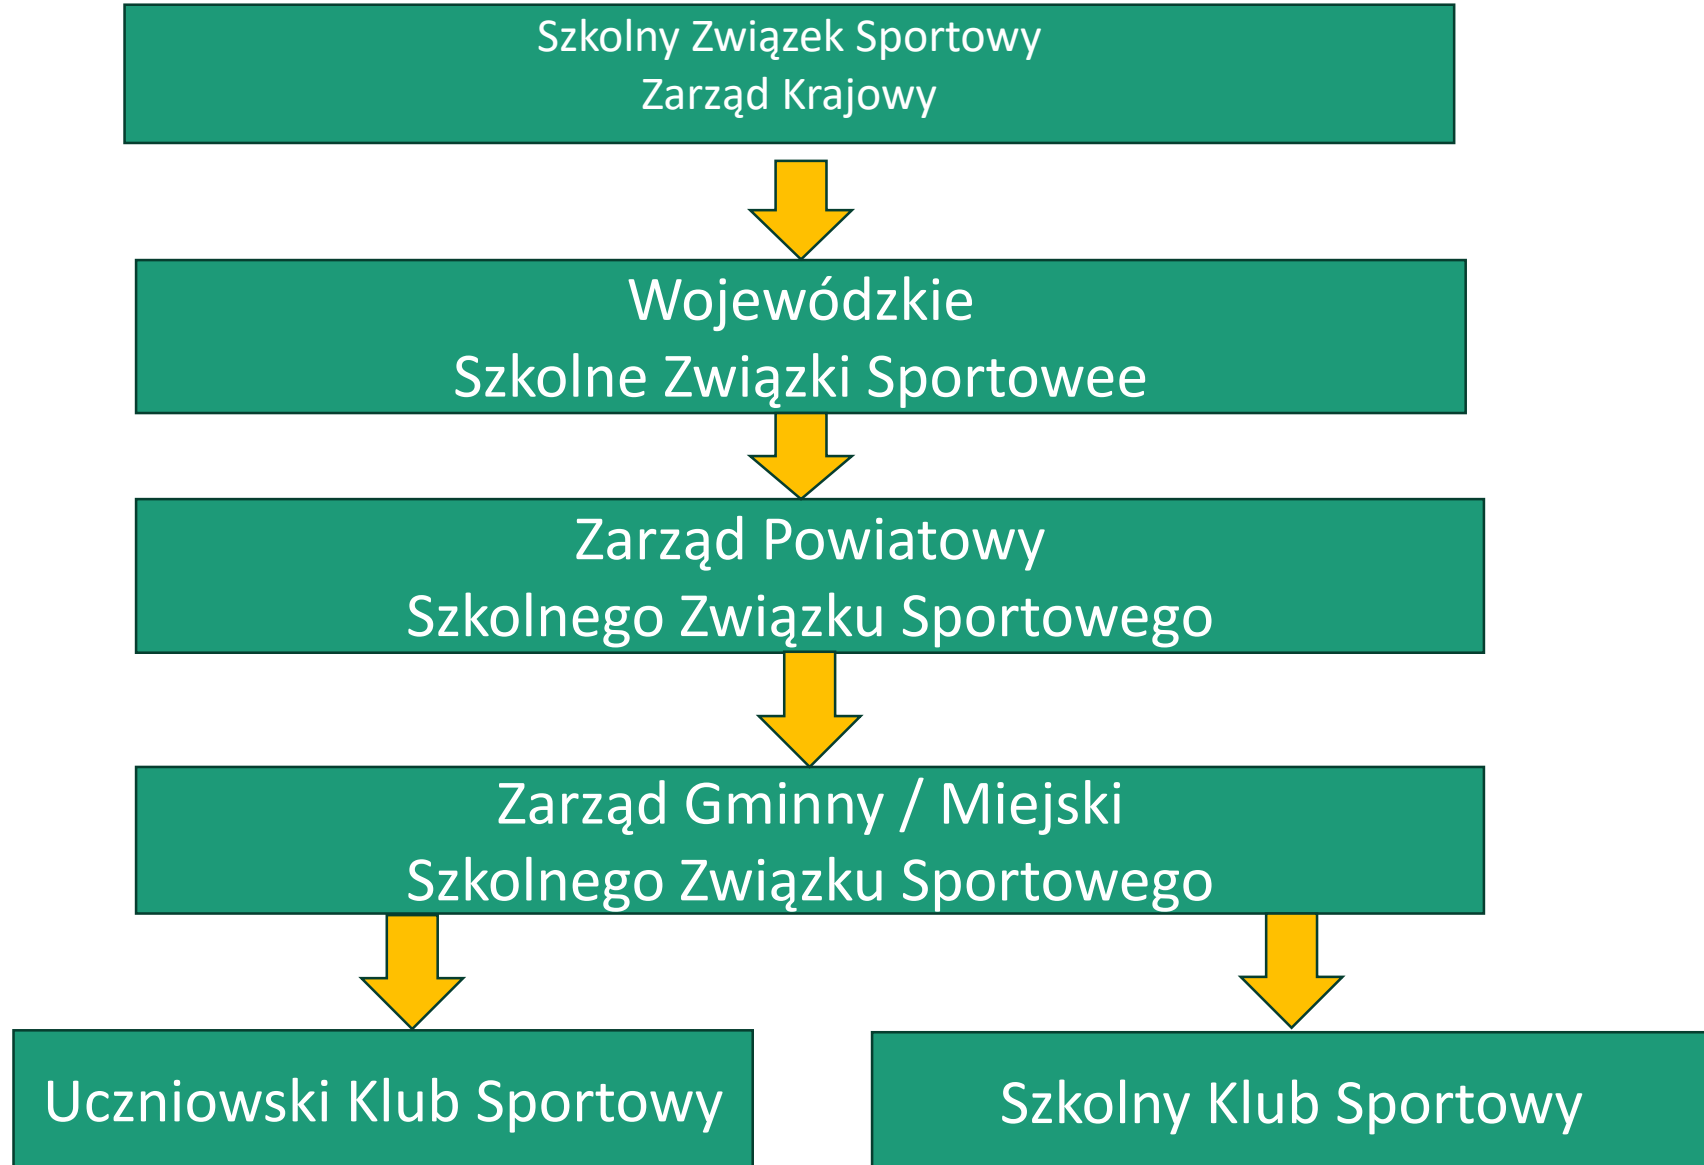 Szkolny Związek Sportowy
Zarząd Krajowy
Wojewódzkie
Szkolne Związki Sportowee
Zarząd Powiatowy
Szkolnego Związku Sportowego
Zarząd Gminny / Miejski
Szkolnego Związku Sportowego
Uczniowski Klub Sportowy
Szkolny Klub Sportowy